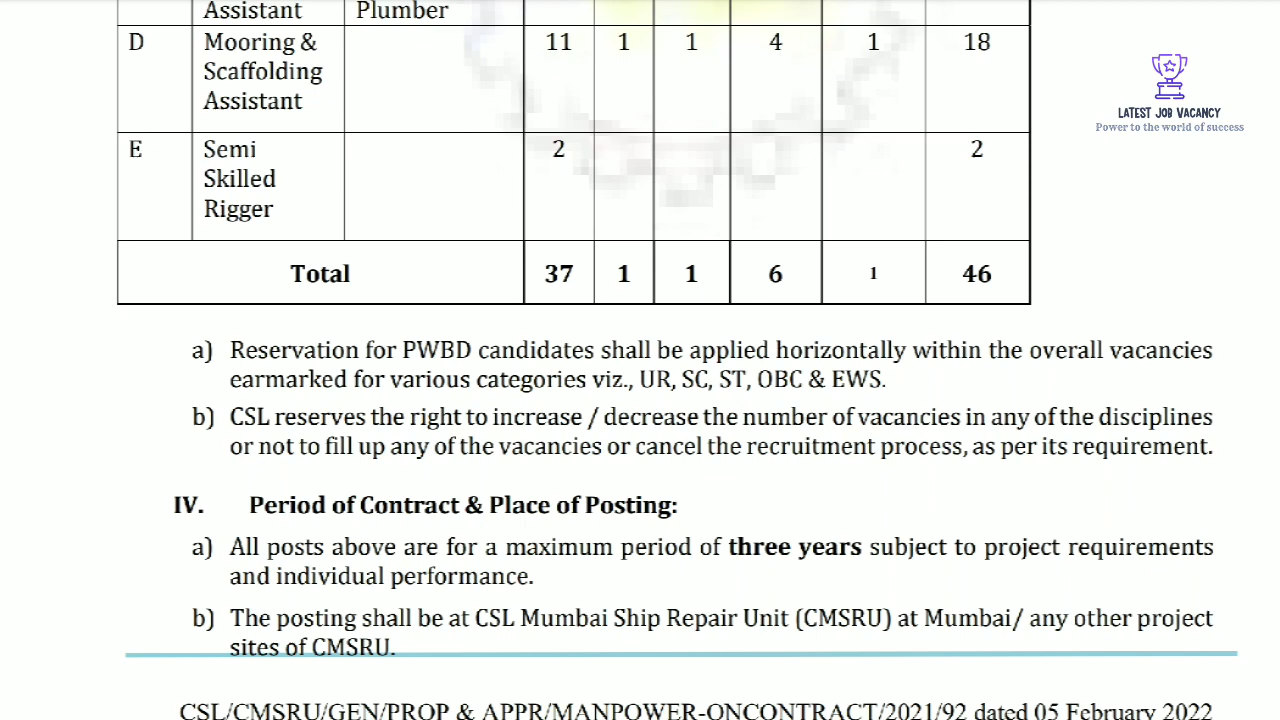 Assistant Plumber
D Mooring & 11 1 1 4 1 18
Scaffolding
Assistant
E Semi 2 2
Skilled
Rigger
Total 37 1 1 6 1 46
LATEST JOB VACANCY
Power to the world of success
a) Reservation for PWBD candidates shall be applied horizontally within the overall vacancies
earmarked for various categories viz., UR, SC, ST, OBC & EWS.
b) CSL reserves the right to increase / decrease the number of vacancies in any of the disciplines
or not to fill up any of the vacancies or cancel the recruitment process, as per its requirement.
IV. Period of Contract & Place of Posting:
a) All posts above are for a maximum period of three years subject to project requirements
and individual performance.
b) The posting shall be at CSL Mumbai Ship Repair Unit (CMSRU) at Mumbai/ any other project
sites of CMSRU.
CSL/CMSRU/GEN/PROP & APPR/MANPOWER-ONCONTRACT/2021/92 dated 05 February 2022